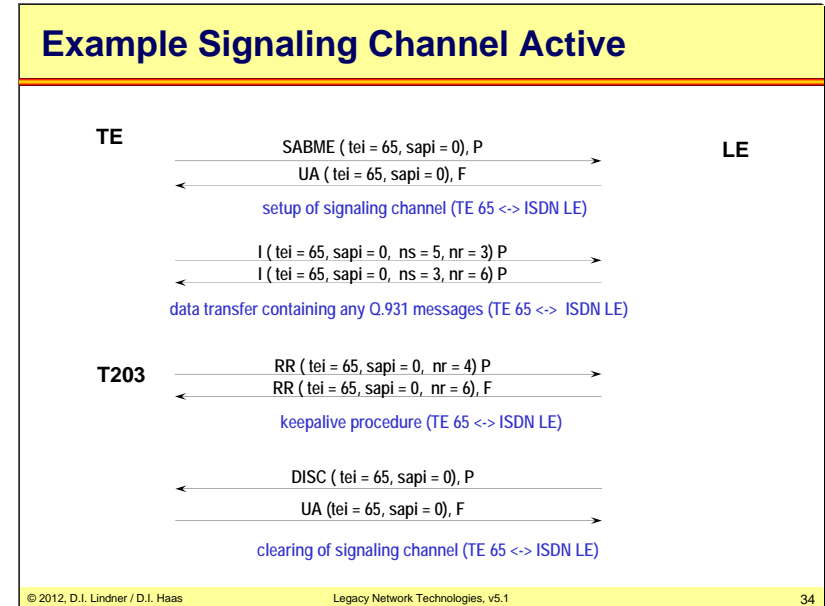 Example Signaling Channel Active
TE
LE
SABME ( tei = 65, sapi = 0), P
UA ( tei = 65, sapi = 0), F
setup of signaling channel (TE 65 <-> ISDN LE)
I ( tei = 65, sapi = 0, ns = 5, nr = 3) P
I ( tei = 65, sapi = 0, ns = 3, nr = 6) P
data transfer containing any Q.931 messages (TE 65 <-> ISDN LE)
T203
RR ( tei = 65, sapi = 0, nr = 4) P
RR ( tei = 65, sapi = 0, nr = 6), F
keepalive procedure (TE 65 <-> ISDN LE)
DISC ( tei = 65, sapi = 0), P
UA (tei = 65, sapi = 0), F
clearing of signaling channel (TE 65 <-> ISDN LE)
© 2012, D.I. Lindner / D.I. Haas
Legacy Network Technologies, v5.1
34